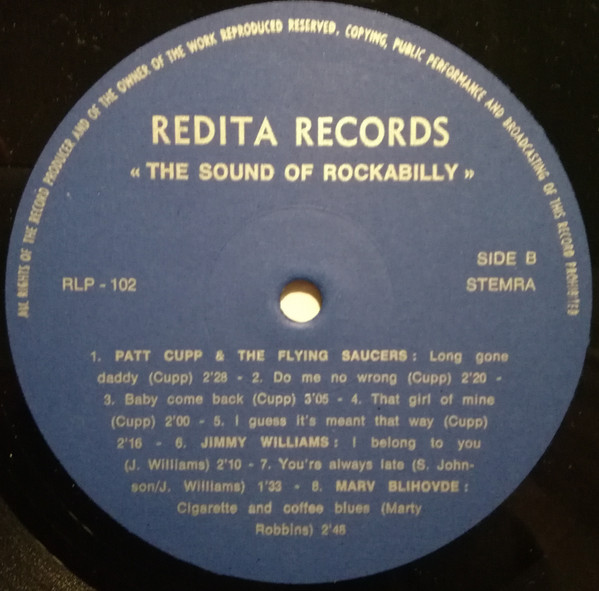 ALL RIGHTS OF THE RECORD PRODUCER AND OF THE OWNER OF THE WORK REPRODUCED RESERVED. COPYING, PUBLIC PERFORMANCE AND BROADCASTING OF THIS RECORD PROHIBITED
REDITA RECORDS
« THE SOUND OF ROCKABILLY »
SIDE B
RLP - 102 STEMRA
1. PATT CUPP & THE FLYING SAUCERS : Long gone
daddy (Cupp) 2'28 - 2. Do me no wrong (Cupp) 2'20 -
3. Baby come back (Cupp) 3'05 - 4. That girl of mine
(Cupp) 2'00 - 5. I guess it's meant that way (Cupp)
2'16 - 6. JIMMY WILLIAMS : I belong to you
(J. Williams) 2'10 - 7. You're always late (S. John-
son/J. Williams) 1'33 - 8. MARV BLIHOVDE :
Cigarette and coffee blues (Marty
Robbins) 2'48